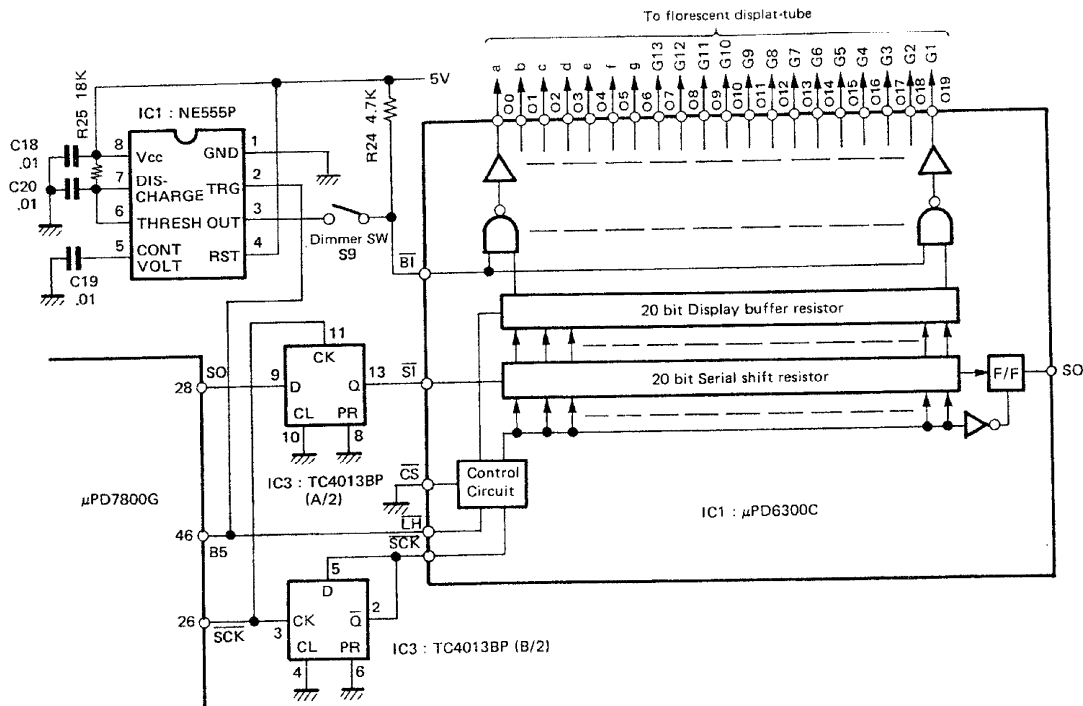 To florescent displat-tube
a b c d e f g G13 G12 G11 G10 G9 G8 G7 G6 G5 G4 G3 G2 G1
O0 O1 O2 O3 O4 O5 O6 O7 O8 O9 O10 O11 O12 O13 O14 O15 O16 O17 O18 O19
5V
R25 18K
R24 4.7K
IC1 : NE555P
C18
.01
C20
.01
C19
.01
8
Vcc
GND
1
7
DIS-
CHARGE
TRG
2
6
THRESH
OUT
3
5
CONT
VOLT
RST
4
Dimmer SW
S9
BI
20 bit Display buffer resistor
20 bit Serial shift resistor
F/F
SO
11
CK
SO
28
9
D
Q
13
SI
CL
PR
10
8
IC3 : TC4013BP
(A/2)
CS
Control
Circuit
μPD7800G
IC1 : μPD6300C
LH
46
B5
SCK
5
D
26
SCK
3
CK
Q
2
CL
PR
4
6
IC3 : TC4013BP (B/2)